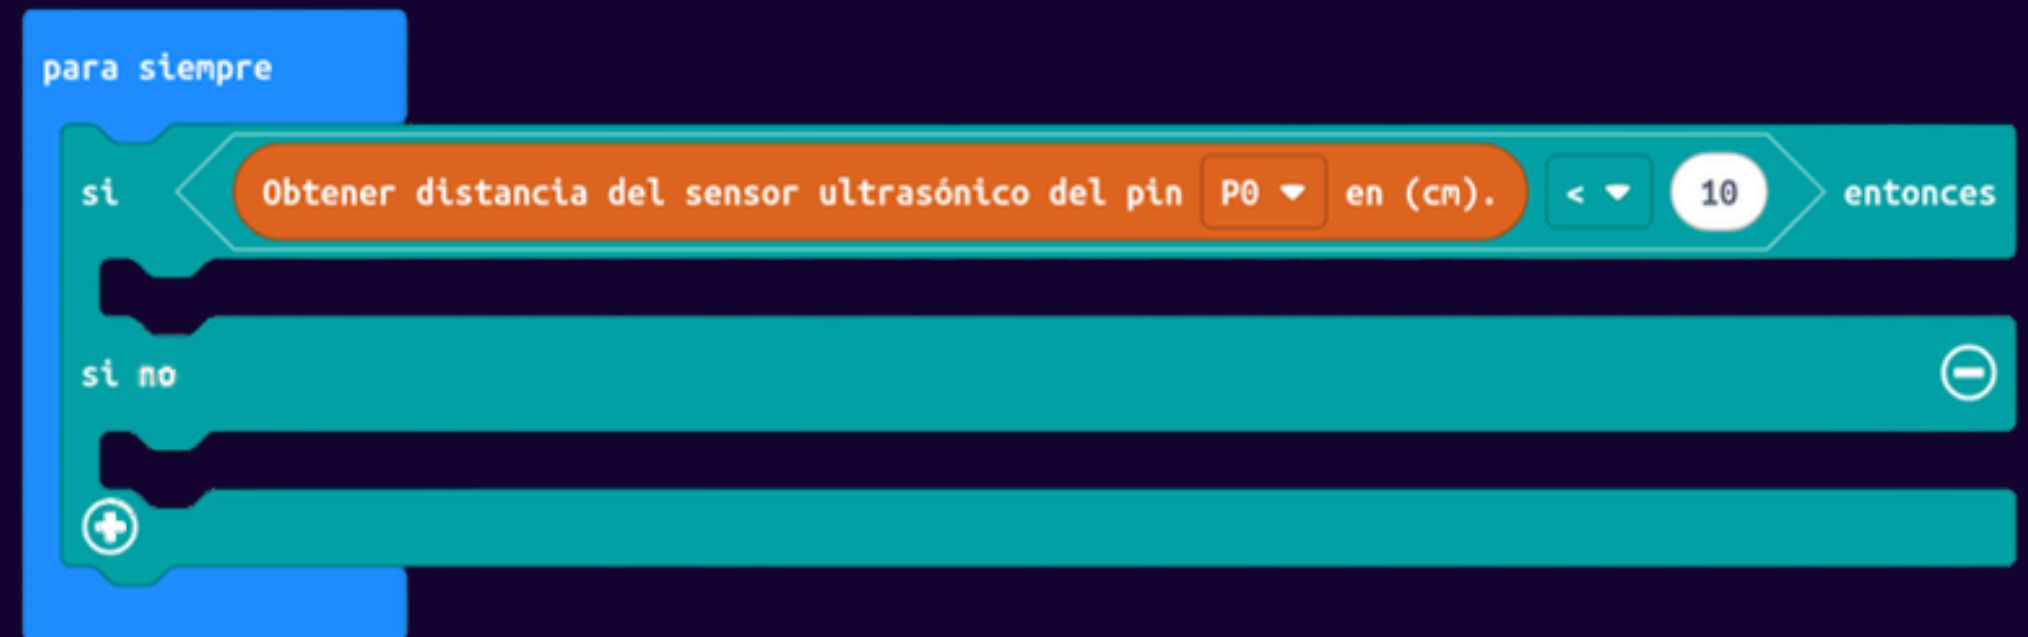 para siempre
si Obtener distancia del sensor ultrasónico del pin P0 en (cm). < 10 entonces
si no